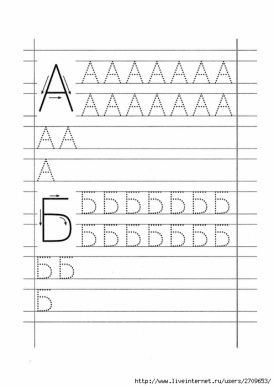 А А А А А А А А
А А А А А А А
А А
А
Б Б Б Б Б Б Б Б
Б Б Б Б Б Б Б
Б Б
Б
http://www.liveinternet.ru/users/2709653/